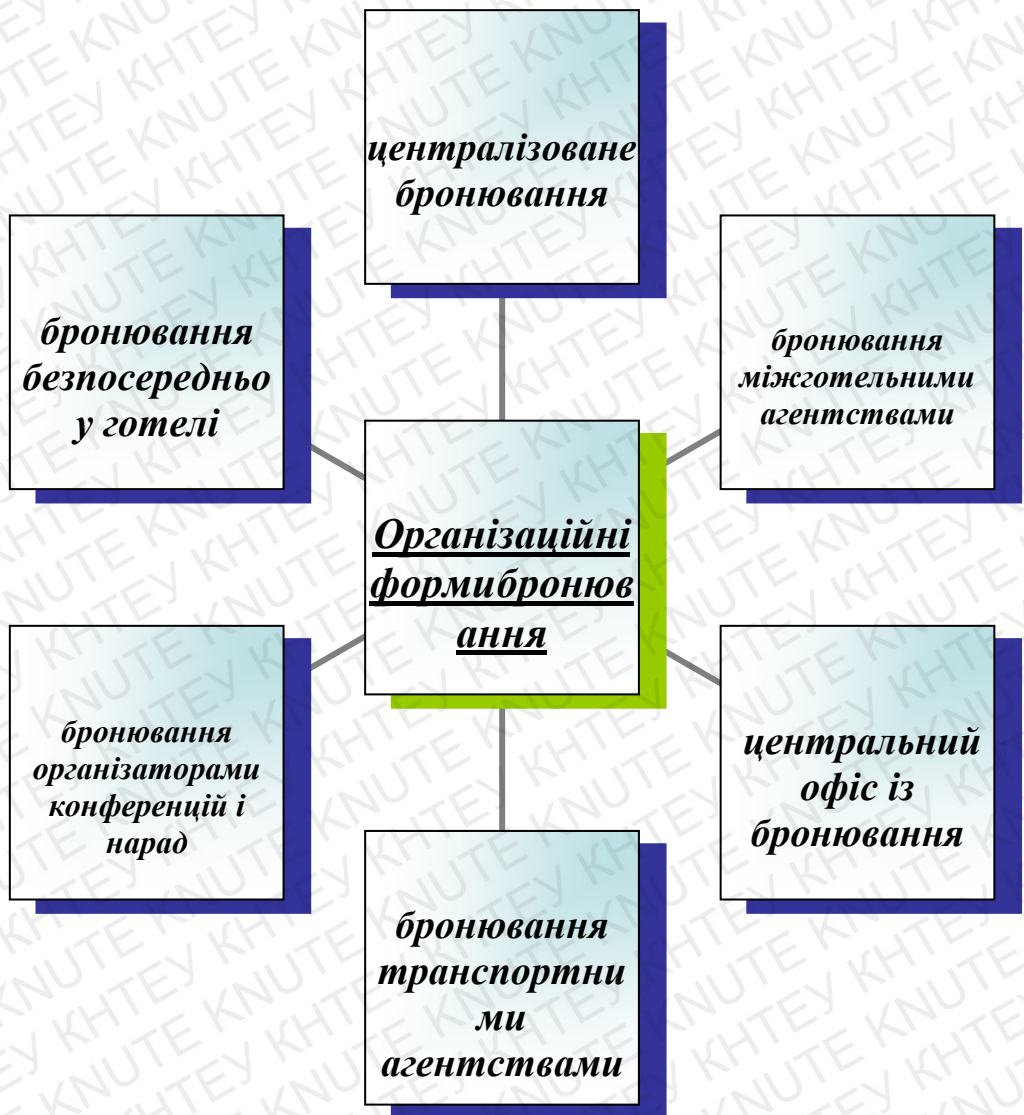 централізоване
бронювання
бронювання
безпосередньо
у готелі
бронювання
міжготельними
агентствами
Організаційні
формибронюв
ання
бронювання
організаторами
конференцій і
нарад
центральний
офіс із
бронювання
бронювання
транспортни
ми
агентствами